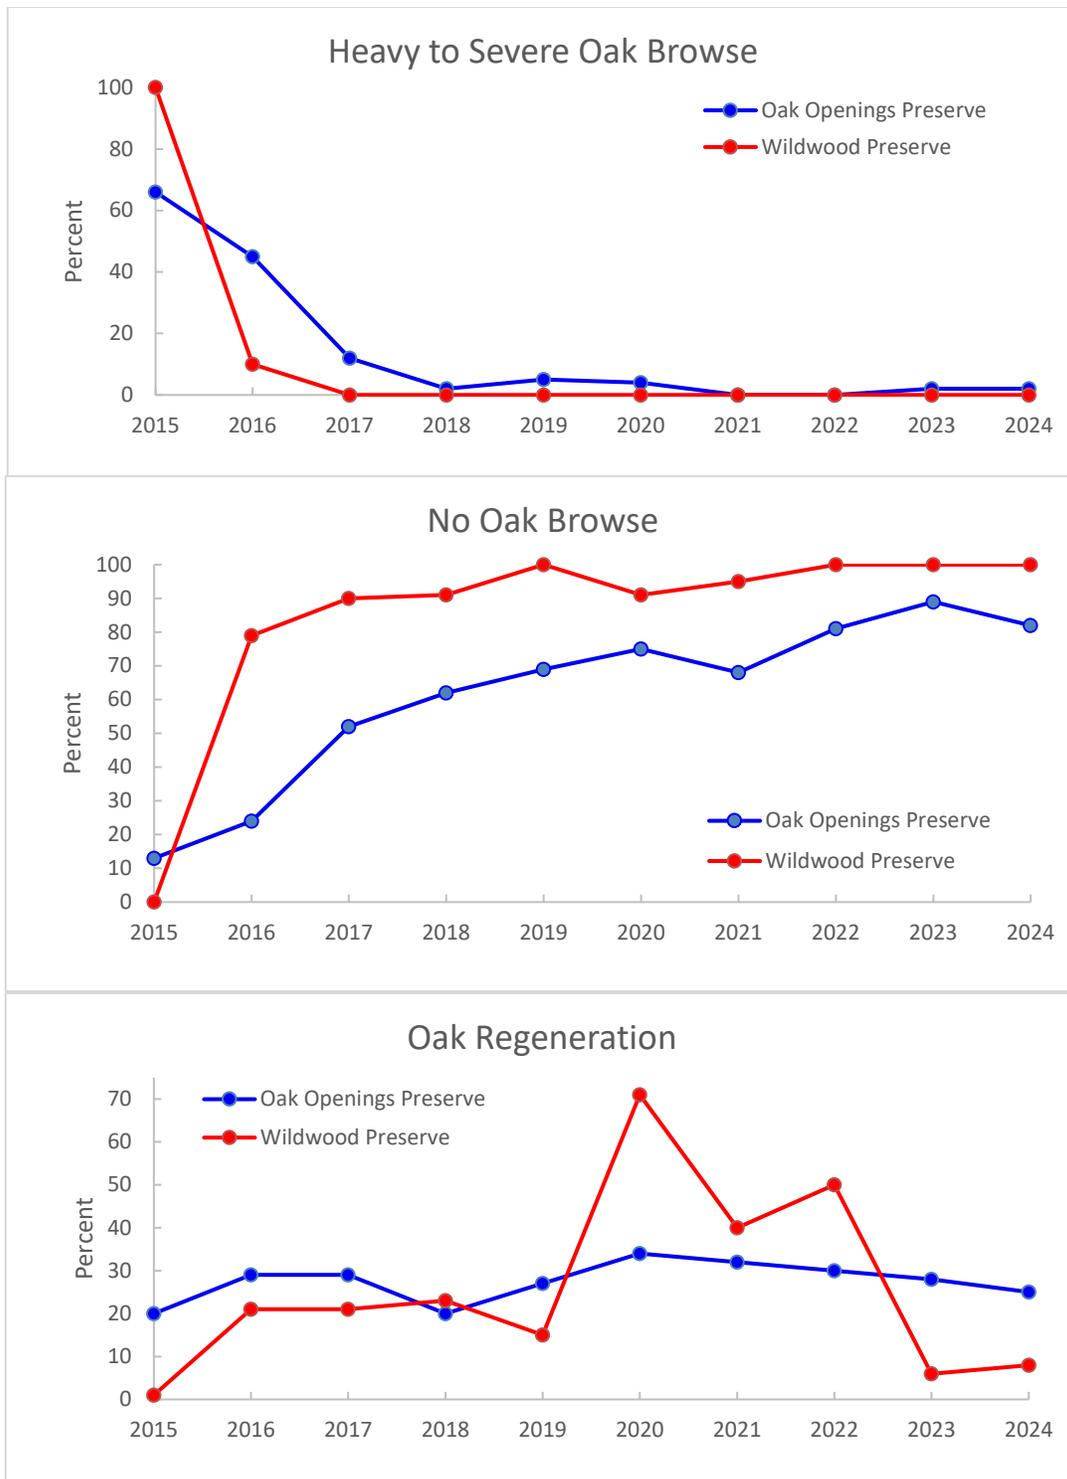 Heavy to Severe Oak Browse
100
Oak Openings Preserve
80
Wildwood Preserve
60
Percent
40
20
0
2015 2016 2017 2018 2019 2020 2021 2022 2023 2024
No Oak Browse
100
90
80
70
60
Percent
50
40
30
20
Oak Openings Preserve
10
Wildwood Preserve
0
2015 2016 2017 2018 2019 2020 2021 2022 2023 2024
Oak Regeneration
70
Oak Openings Preserve
60
Wildwood Preserve
50
40
Percent
30
20
10
0
2015 2016 2017 2018 2019 2020 2021 2022 2023 2024